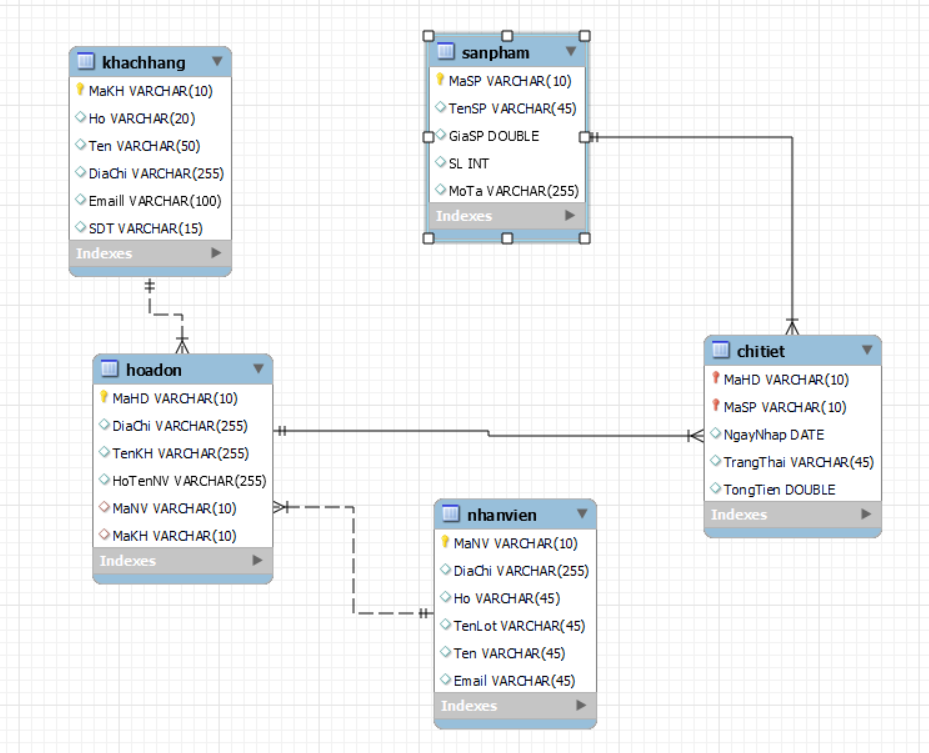 khachhang
MaKH VARCHAR(10)
Ho VARCHAR(20)
Ten VARCHAR(50)
DiaChi VARCHAR(255)
Emaill VARCHAR(100)
SDT VARCHAR(15)
Indexes
sanpham
MaSP VARCHAR(10)
TenSP VARCHAR(45)
GiaSP DOUBLE
SL INT
MoTa VARCHAR(255)
Indexes
hoadon
MaHD VARCHAR(10)
DiaChi VARCHAR(255)
TenKH VARCHAR(255)
HoTenNV VARCHAR(255)
MaNV VARCHAR(10)
MaKH VARCHAR(10)
Indexes
chitiet
MaHD VARCHAR(10)
MaSP VARCHAR(10)
NgayNhap DATE
TrangThai VARCHAR(45)
TongTien DOUBLE
Indexes
nhanvien
MaNV VARCHAR(10)
DiaChi VARCHAR(255)
Ho VARCHAR(45)
TenLot VARCHAR(45)
Ten VARCHAR(45)
Email VARCHAR(45)
Indexes